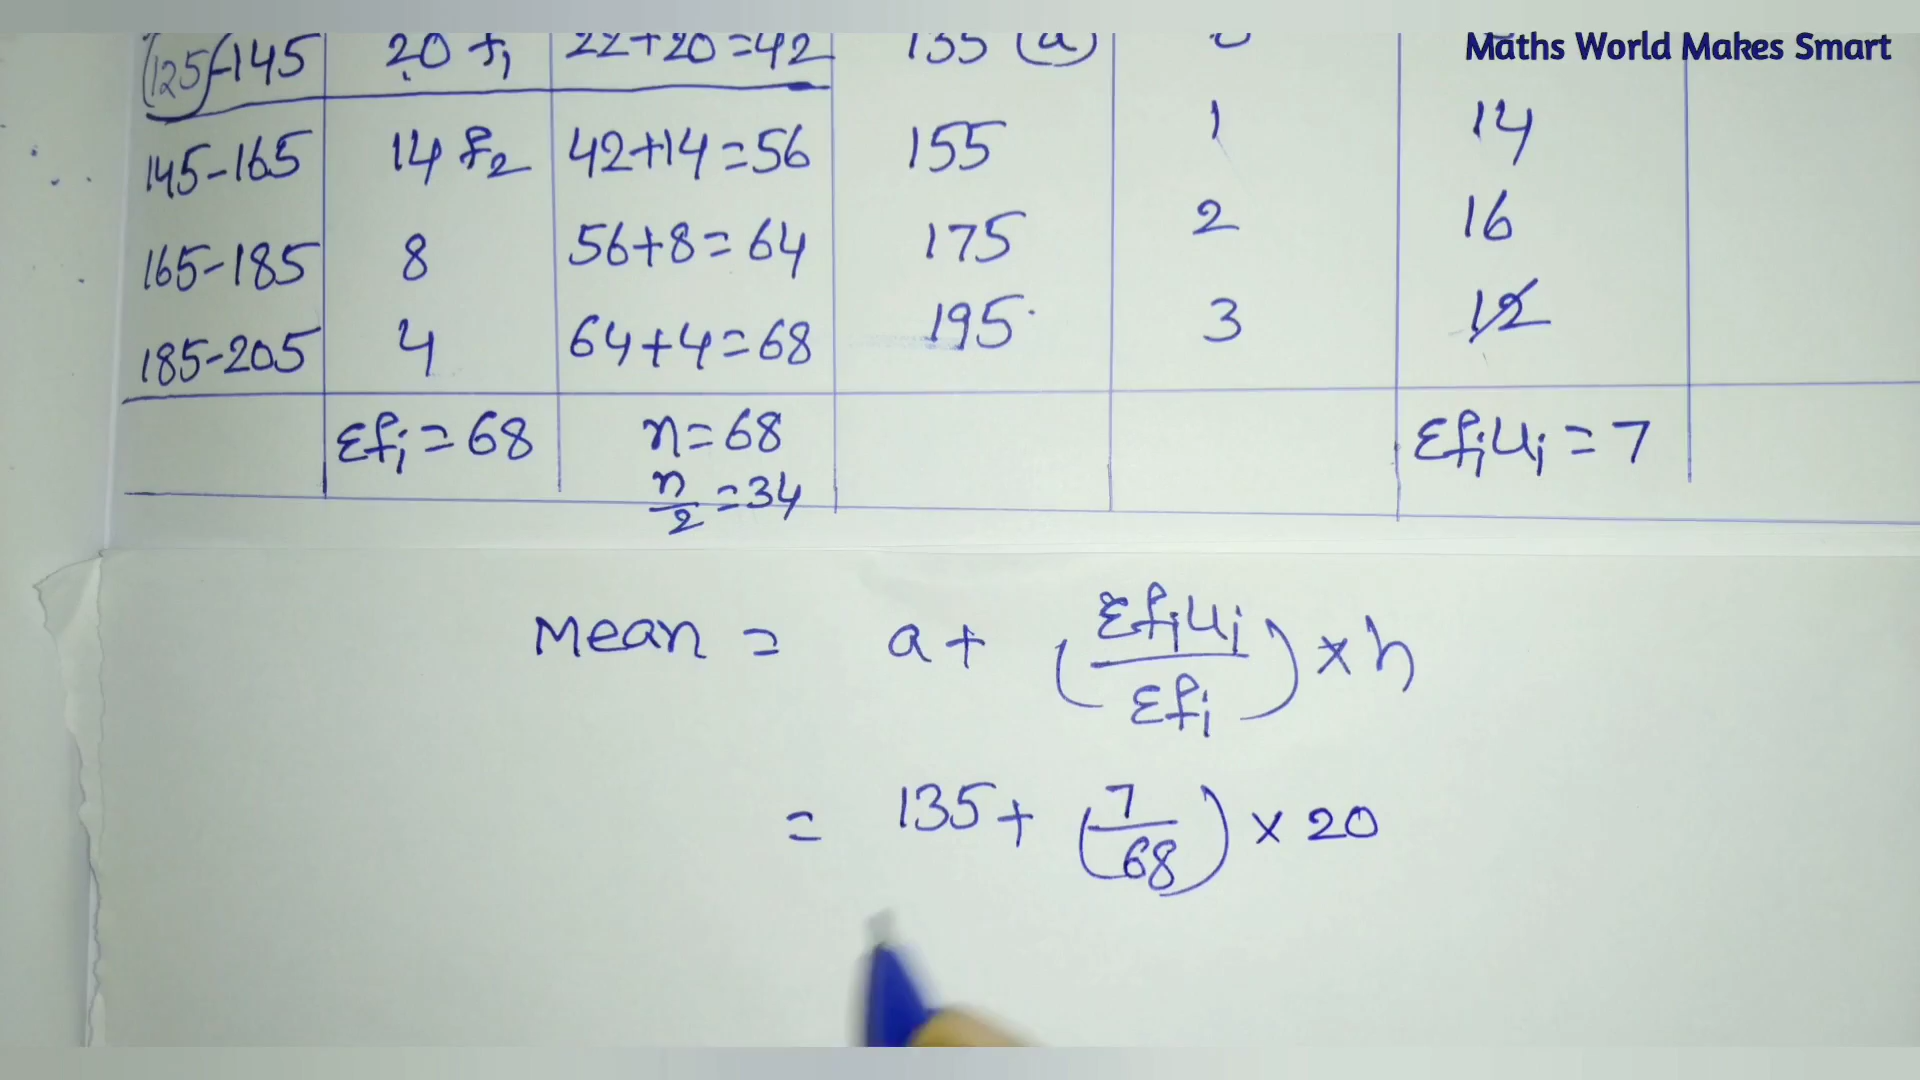 Maths World Makes Smart
125-145 20 f1 22+20=42 135 (a)
145-165 14 f2 42+14=56 155 1 14
165-185 8 56+8=64 175 2 16
185-205 4 64+4=68 195 3 12
Σfi=68 n=68 Σfiui=7
n/2=34
Mean = a+(Σfiui/Σfi)×h
= 135+(7/68)×20